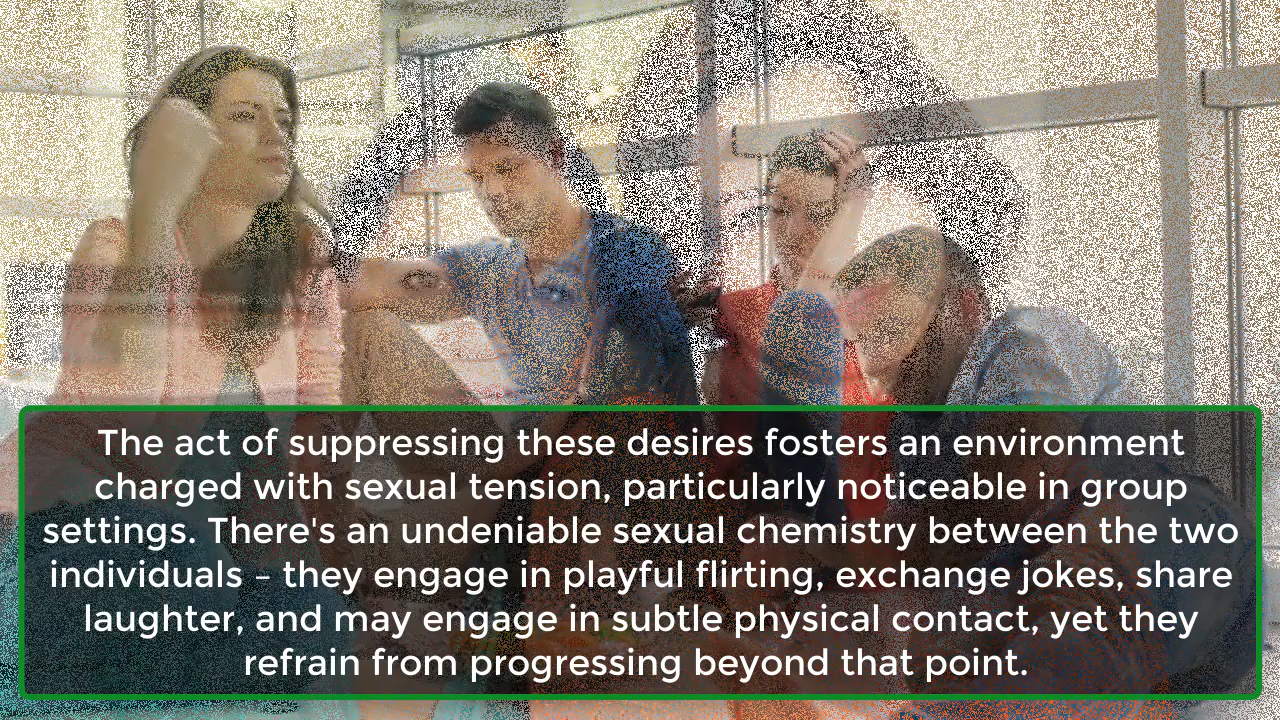 The act of suppressing these desires fosters an environment
charged with sexual tension, particularly noticeable in group
settings. There's an undeniable sexual chemistry between the two
individuals – they engage in playful flirting, exchange jokes, share
laughter, and may engage in subtle physical contact, yet they
refrain from progressing beyond that point.